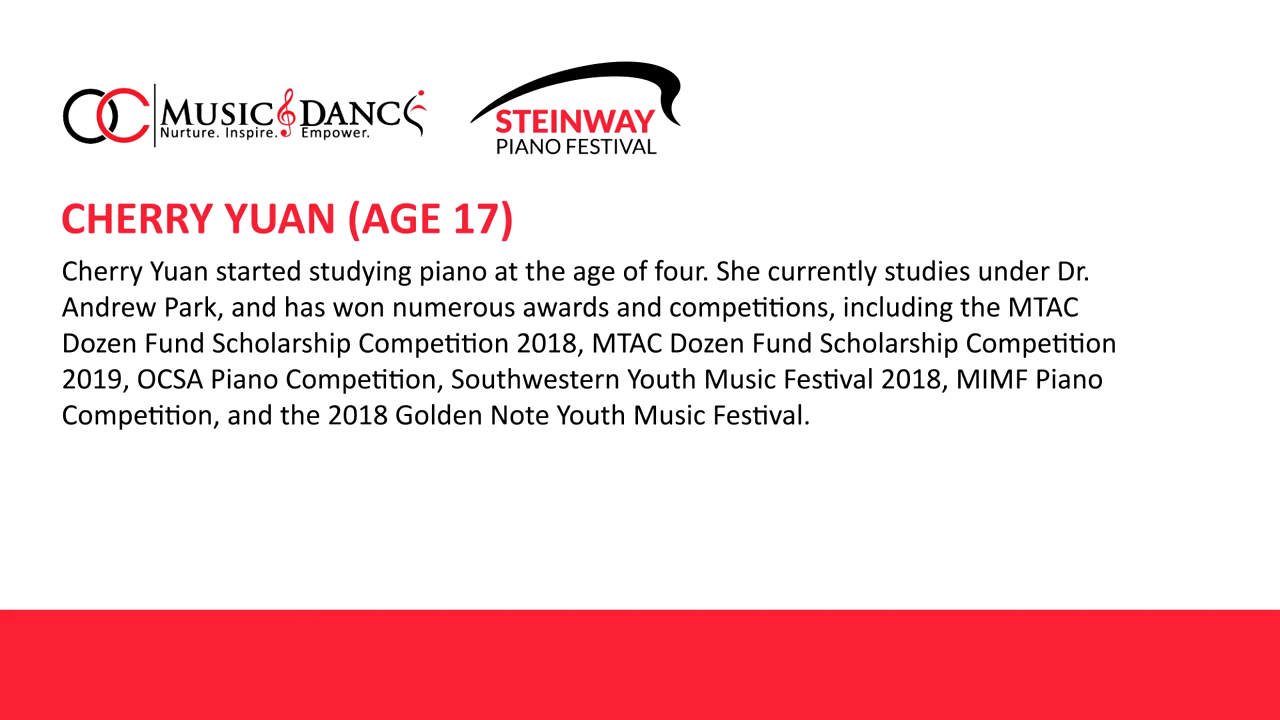 OC MUSIC & DANCE
Nurture. Inspire. Empower.
STEINWAY
PIANO FESTIVAL
CHERRY YUAN (AGE 17)
Cherry Yuan started studying piano at the age of four. She currently studies under Dr.
Andrew Park, and has won numerous awards and competitions, including the MTAC
Dozen Fund Scholarship Competition 2018, MTAC Dozen Fund Scholarship Competition
2019, OCSA Piano Competition, Southwestern Youth Music Festival 2018, MIMF Piano
Competition, and the 2018 Golden Note Youth Music Festival.